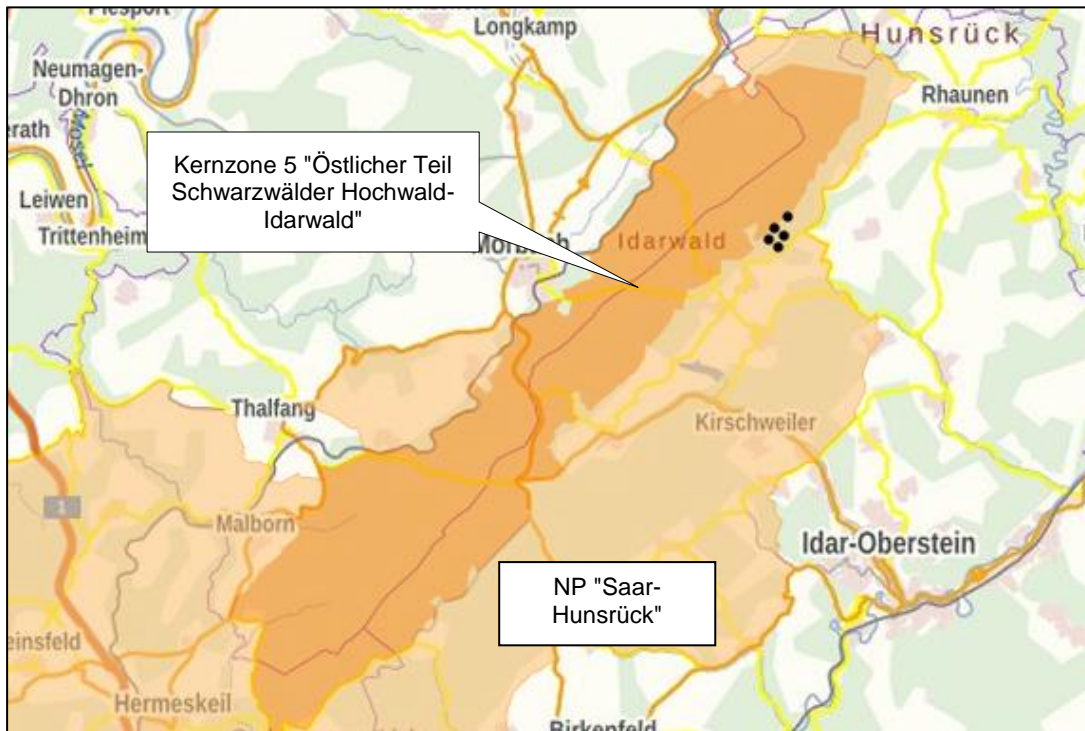 Piesport
Longkamp
Hunsrück
Neumagen-
Dhron
Rhaunen
erath
Mosel
Kernzone 5 "Östlicher Teil
Schwarzwälder Hochwald-
Idarwald"
Leiwen
Trittenheim
Morbach
Idarwald
Thalfang
Kirschweiler
1
Malborn
Idar-Oberstein
NP "Saar-
Hunsrück"
einsfeld
Hermeskeil
Birkenfeld